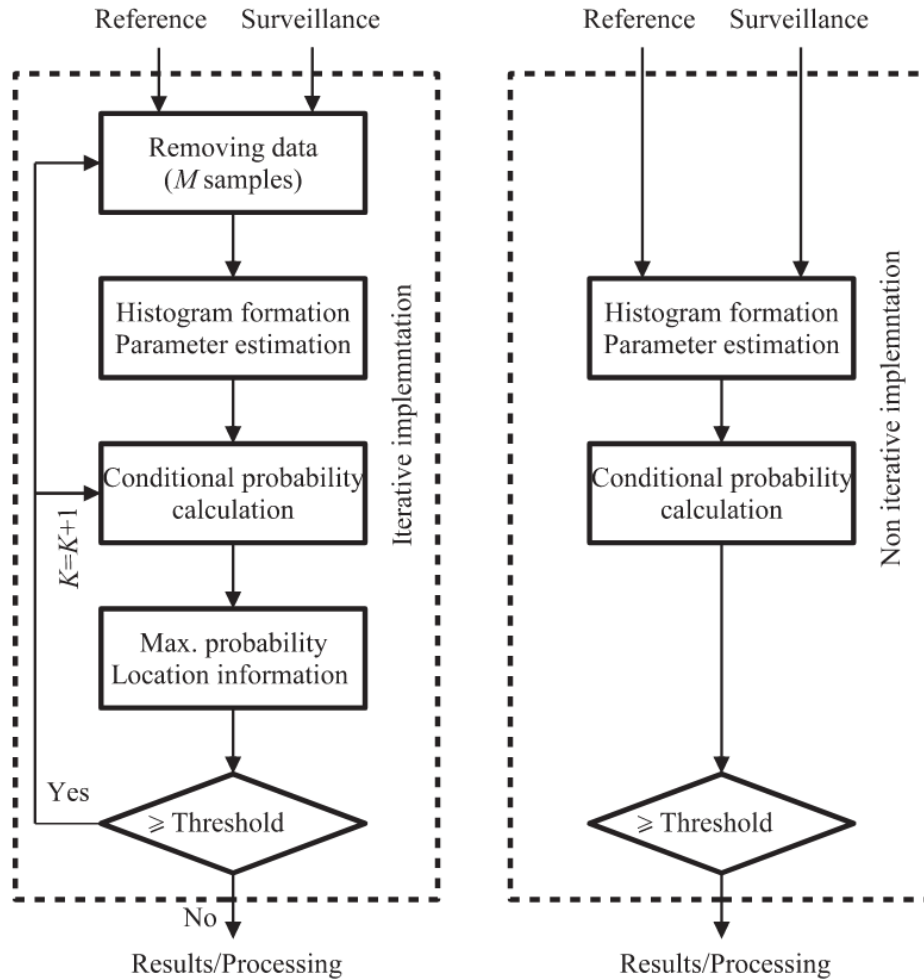 Reference Surveillance
Removing data
(M samples)
Histogram formation
Parameter estimation
Conditional probability
calculation
K=K+1
Max. probability
Location information
Yes
⩾ Threshold
No
Results/Processing
Iterative implemntation
Reference Surveillance
Histogram formation
Parameter estimation
Conditional probability
calculation
⩾ Threshold
Results/Processing
Non iterative implemntation